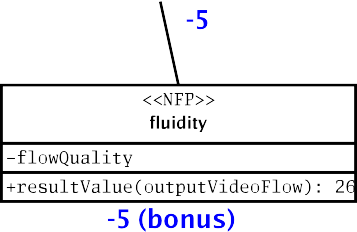 -5
<<NFP>>
fluidity
-flowQuality
+resultValue(outputVideoFlow): 26
-5 (bonus)